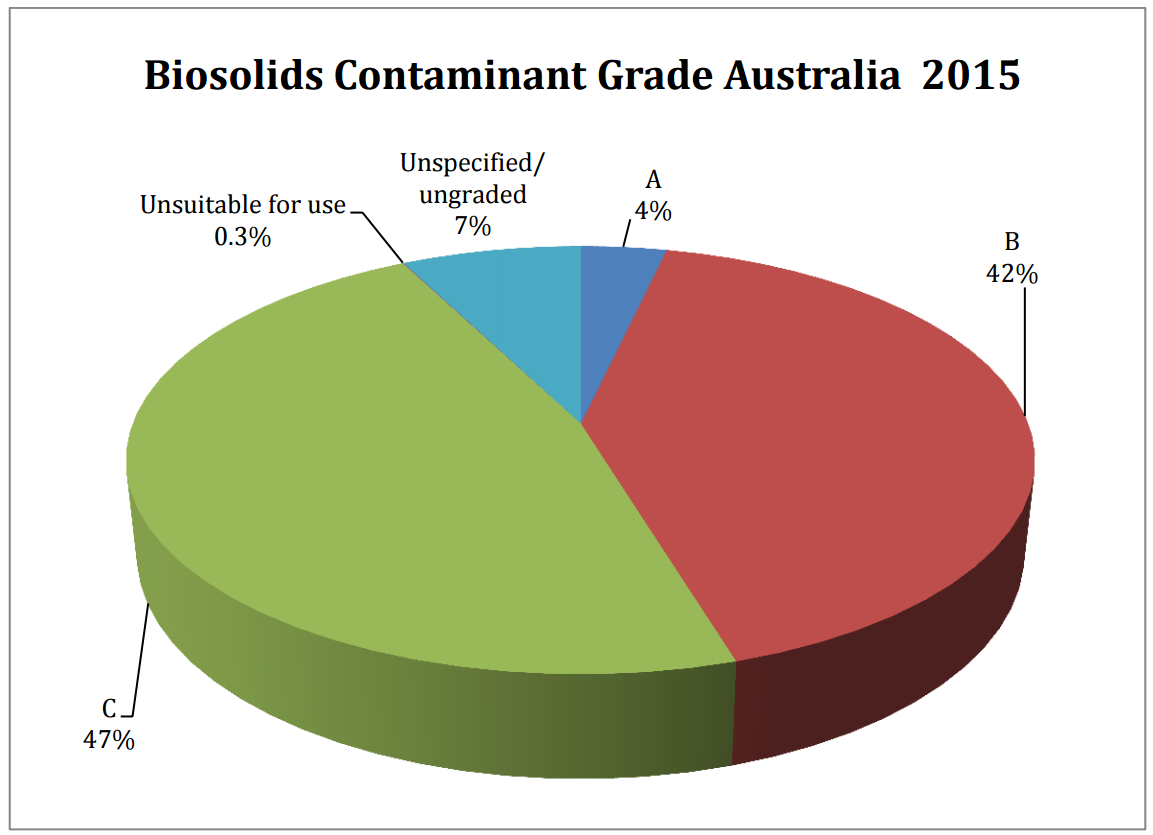 Biosolids Contaminant Grade Australia 2015
Unspecified/
ungraded
7%
A
4%
Unsuitable for use
0.3%
B
42%
C
47%